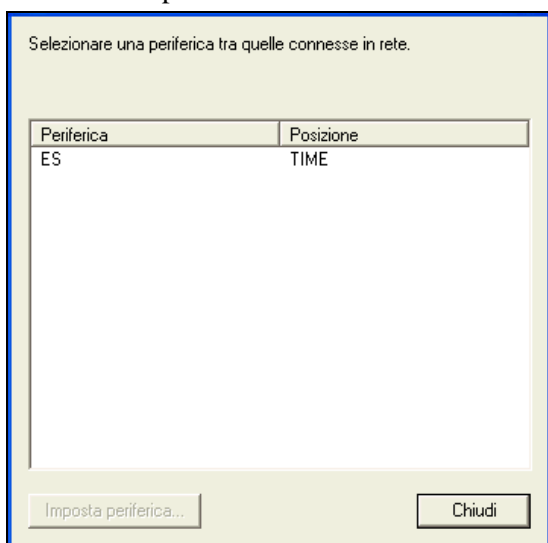 Selezionare una periferica tra quelle connesse in rete.
Periferica Posizione
ES TIME
Imposta periferica... Chiudi